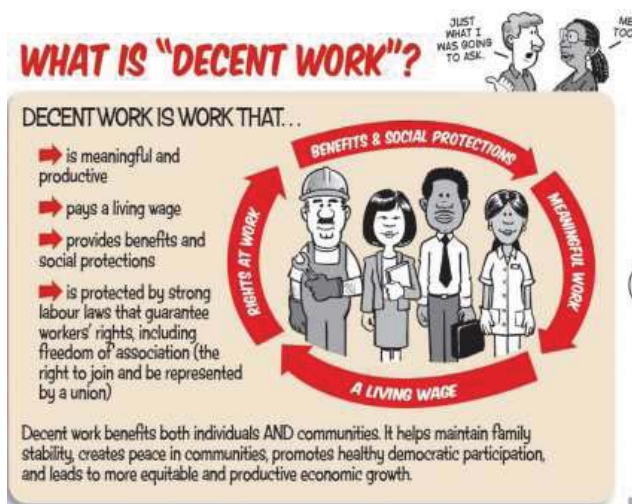 WHAT IS "DECENT WORK"?
JUST
WHAT I
WAS GOING
TO ASK.
DECENT WORK IS WORK THAT...
is meaningful and
productive
pays a living wage
provides benefits and
social protections
is protected by strong
labour laws that guarantee
workers' rights, including
freedom of association (the
right to join and be represented
by a union)
BENEFITS & SOCIAL PROTECTIONS
MEANINGFUL WORK
A LIVING WAGE
RIGHTS AT WORK
Decent work benefits both individuals AND communities. It helps maintain family
stability, creates peace in communities, promotes healthy democratic participation,
and leads to more equitable and productive economic growth.